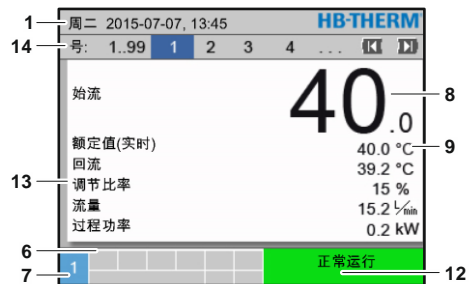 1 周二 2015-07-07, 13:45 HB-THERM
14 号: 1..99 1 2 3 4 ...
始流 40.0 8
额定值(实时) 40.0 °C 9
回流 39.2 °C
13 调节比率 15 %
流量 15.2 L/min
过程功率 0.2 kW
6
7 1 正常运行 12